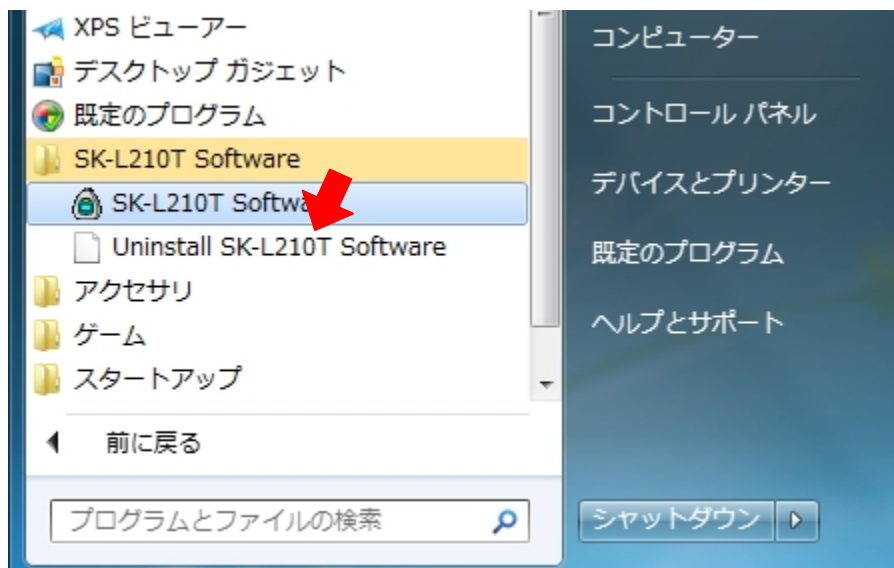 XPS ビューアー
デスクトップ ガジェット
既定のプログラム
SK-L210T Software
SK-L210T Softwa
Uninstall SK-L210T Software
アクセサリ
ゲーム
スタートアップ
前に戻る
プログラムとファイルの検索
コンピューター
コントロール パネル
デバイスとプリンター
既定のプログラム
ヘルプとサポート
シャットダウン